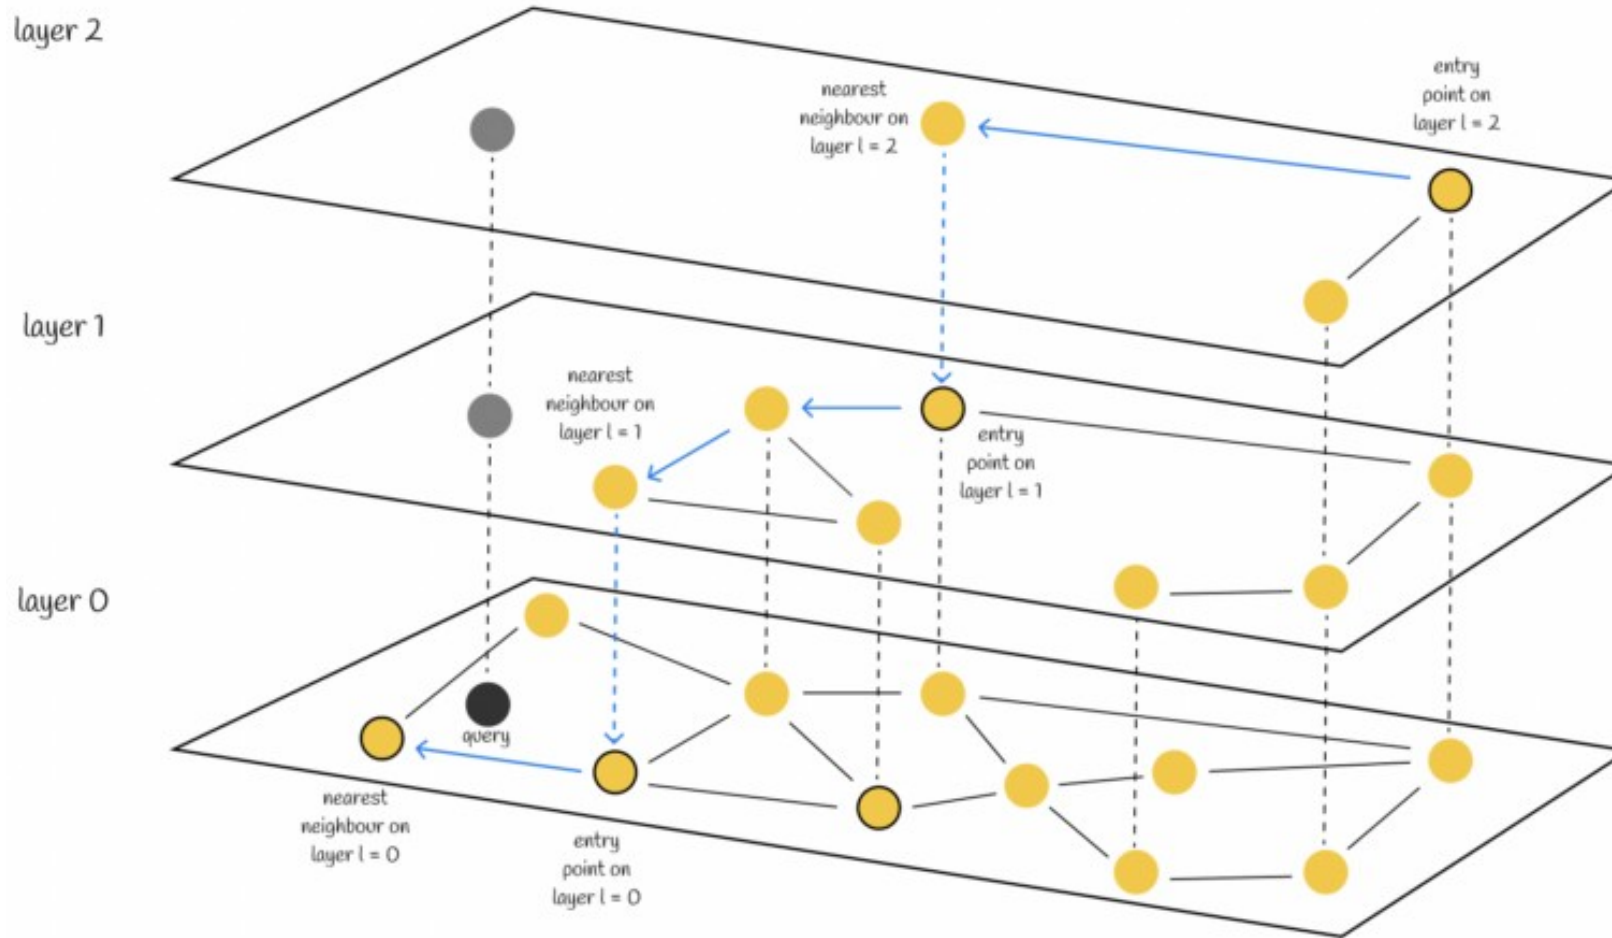 layer 2
nearest
neighbour on
layer l = 2
entry
point on
layer l = 2
layer 1
nearest
neighbour on
layer l = 1
entry
point on
layer l = 1
layer 0
query
nearest
neighbour on
layer l = 0
entry
point on
layer l = 0